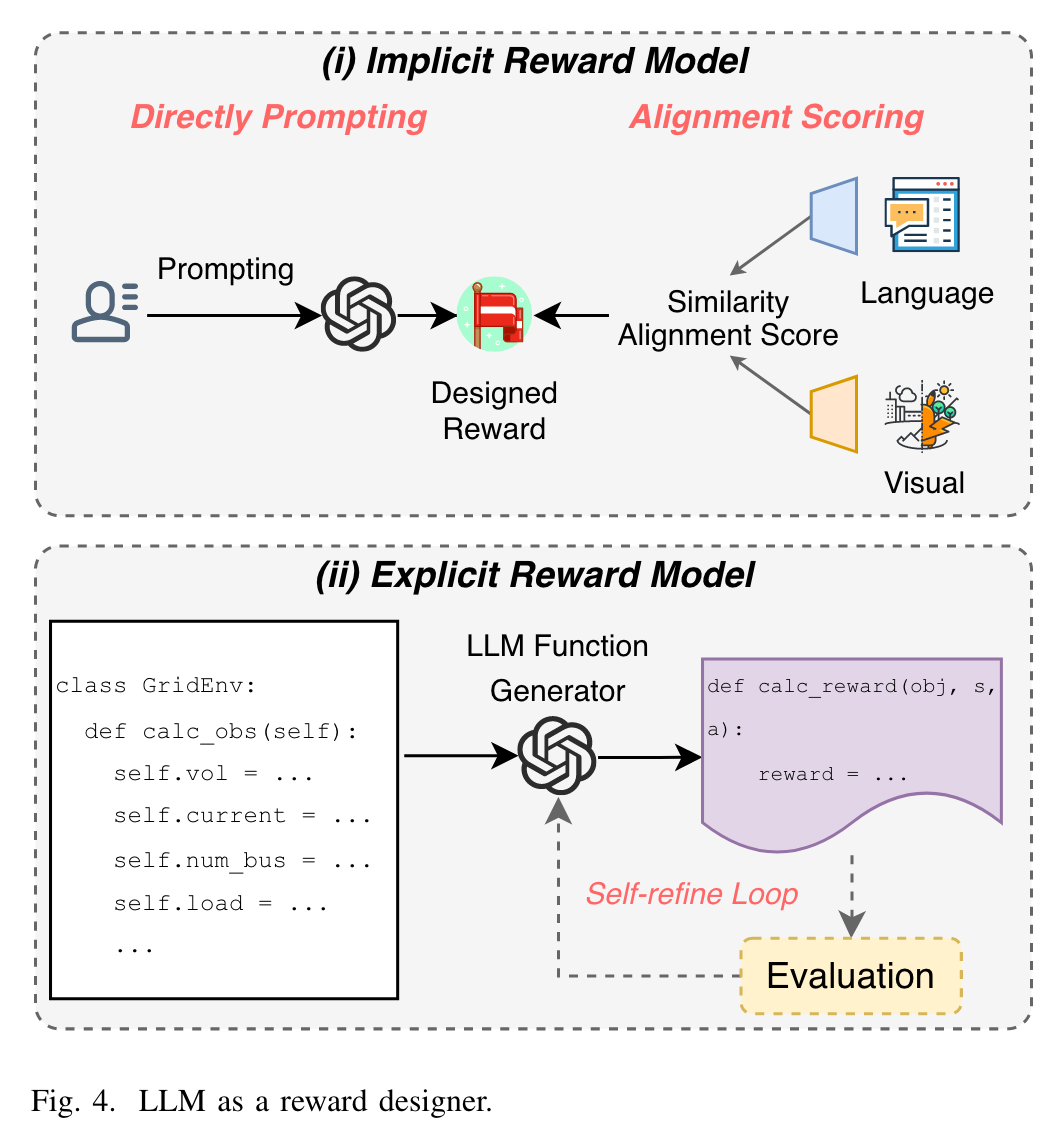 (i) Implicit Reward Model
Directly Prompting
Alignment Scoring
Prompting
Designed
Reward
Similarity
Alignment Score
Language
Visual
(ii) Explicit Reward Model
class GridEnv:
def calc_obs(self):
self.vol = ...
self.current = ...
self.num_bus = ...
self.load = ...
...
LLM Function
Generator
def calc_reward(obj, s,
a):
reward = ...
Self-refine Loop
Evaluation
Fig. 4. LLM as a reward designer.